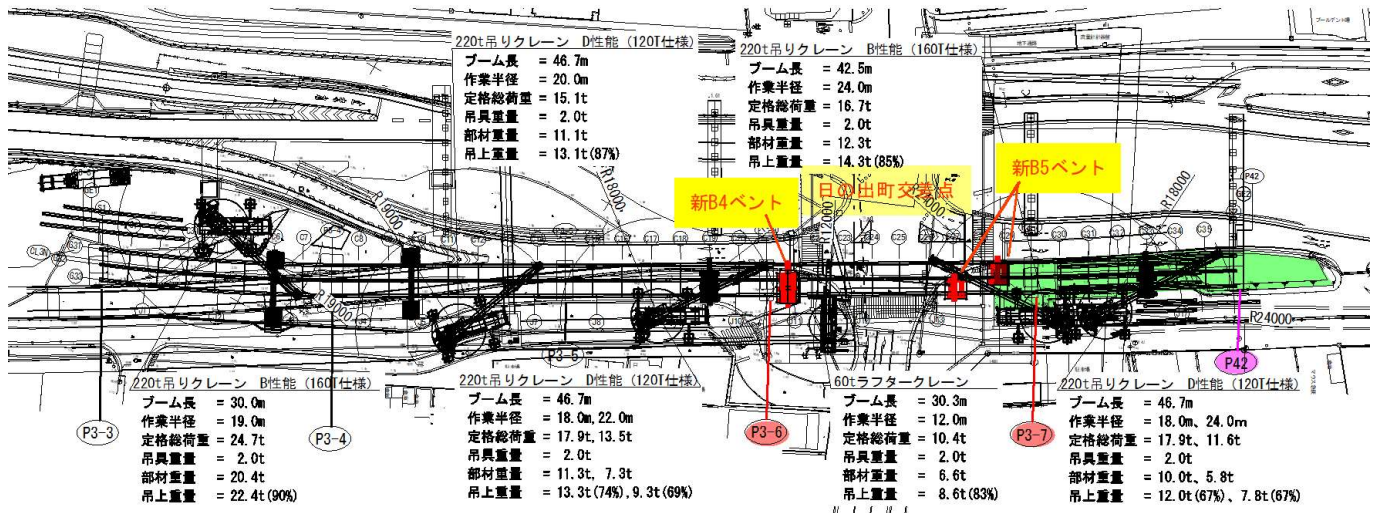 220t吊りクレーン D性能 (120T仕様)
ブーム長 = 46.7m
作業半径 = 20.0m
定格総荷重 = 15.1t
吊具重量 = 2.0t
部材重量 = 11.1t
吊上重量 = 13.1t(87%)
220t吊りクレーン B性能 (160T仕様)
ブーム長 = 42.5m
作業半径 = 24.0m
定格総荷重 = 16.7t
吊具重量 = 2.0t
部材重量 = 12.3t
吊上重量 = 14.3t(85%)
新B4ベント
日の出町交差点
新B5ベント
R18000
R16000
R12000
R18000
R19000
R24000
P42
GE1
GE2
CL3N
G31
G33
C7
C17
C18
C23
C24
C25
C30
C31
C34
C35
J8
P3-5
P3-3
P3-4
P3-6
P3-7
P42
220t吊りクレーン B性能 (160T仕様)
ブーム長 = 30.0m
作業半径 = 19.0m
定格総荷重 = 24.7t
吊具重量 = 2.0t
部材重量 = 20.4t
吊上重量 = 22.4t(90%)
220t吊りクレーン D性能 (120T仕様)
ブーム長 = 46.7m
作業半径 = 18.0m, 22.0m
定格総荷重 = 17.9t, 13.5t
吊具重量 = 2.0t
部材重量 = 11.3t, 7.3t
吊上重量 = 13.3t(74%), 9.3t(69%)
60tラフタークレーン
ブーム長 = 30.3m
作業半径 = 12.0m
定格総荷重 = 10.4t
吊具重量 = 2.0t
部材重量 = 6.6t
吊上重量 = 8.6t(83%)
220t吊りクレーン D性能 (120T仕様)
ブーム長 = 46.7m
作業半径 = 18.0m、24.0m
定格総荷重 = 17.9t、11.6t
吊具重量 = 2.0t
部材重量 = 10.0t、5.8t
吊上重量 = 12.0t(67%)、7.8t(67%)